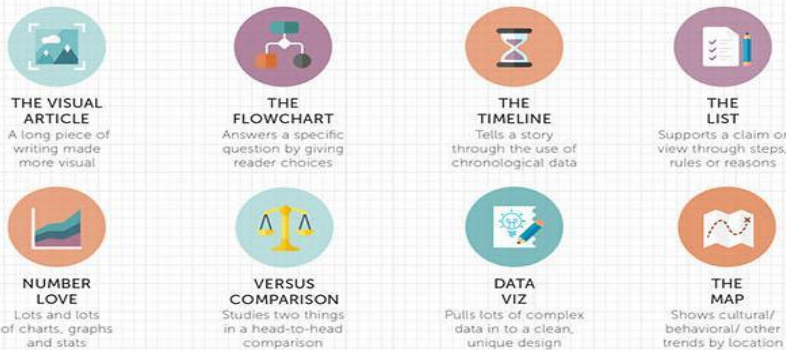 THE VISUAL
ARTICLE
A long piece of
writing made
more visual
THE
FLOWCHART
Answers a specific
question by giving
reader choices
THE
TIMELINE
Tells a story
through the use of
chronological data
THE
LIST
Supports a claim or
view through steps,
rules or reasons
NUMBER
LOVE
Lots and lots
of charts, graphs
and stats
VERSUS
COMPARISON
Studies two things
in a head-to-head
comparison
DATA
VIZ
Pulls lots of complex
data in to a clean,
unique design
THE
MAP
Shows cultural/
behavioral/ other
trends by location